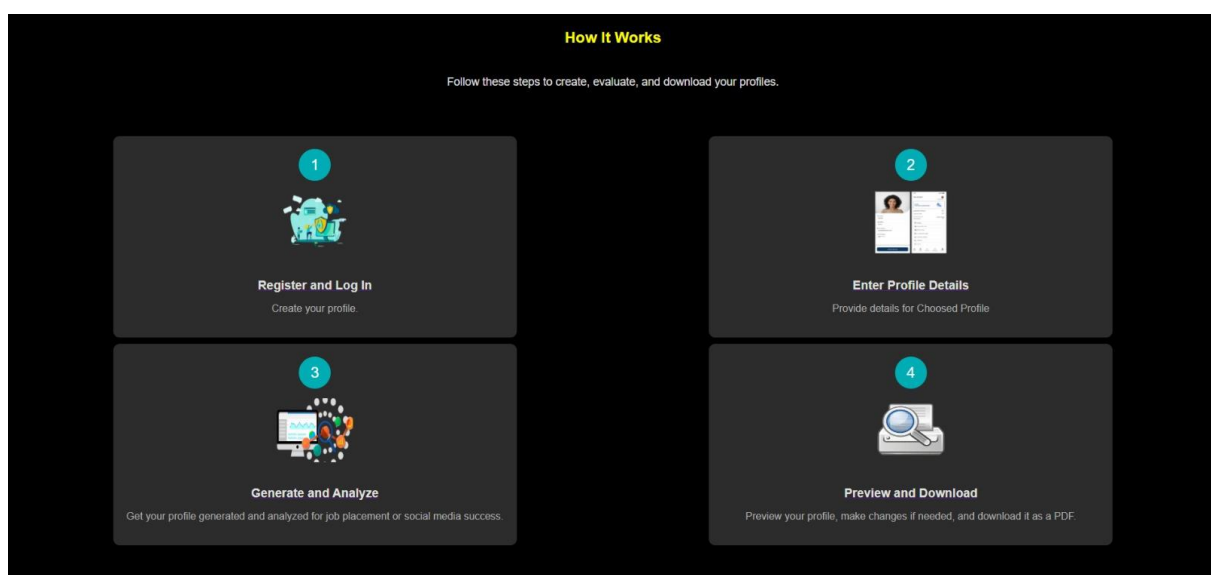 How It Works
Follow these steps to create, evaluate, and download your profiles.
1
Register and Log In
Create your profile.
2
Enter Profile Details
Provide details for Choosed Profile
3
Generate and Analyze
Get your profile generated and analyzed for job placement or social media success.
4
Preview and Download
Preview your profile, make changes if needed, and download it as a PDF.